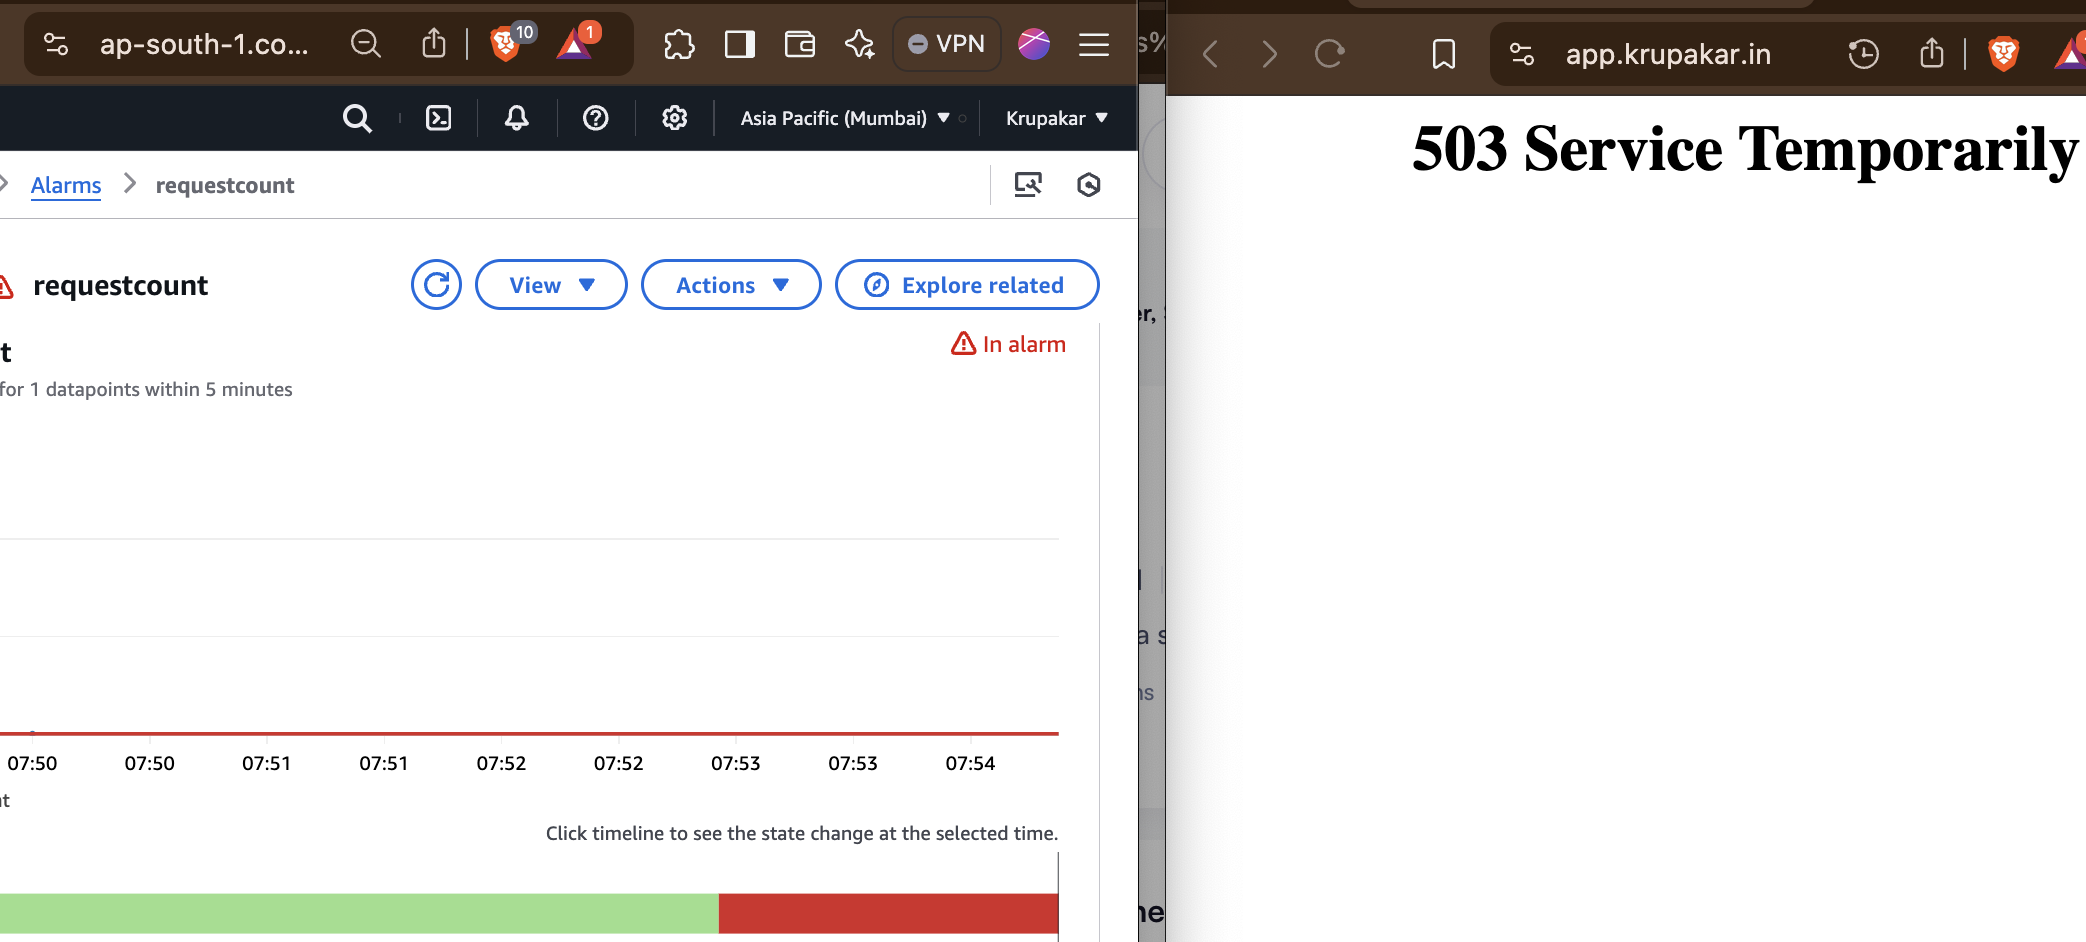 ap-south-1.co...
10
1
VPN
Asia Pacific (Mumbai)
Krupakar
Alarms
requestcount
requestcount
View
Actions
Explore related
t
In alarm
for 1 datapoints within 5 minutes
07:50
07:50
07:51
07:51
07:52
07:52
07:53
07:53
07:54
t
Click timeline to see the state change at the selected time.
s%
er,
a s
ns
ne
app.krupakar.in
503 Service Temporarily